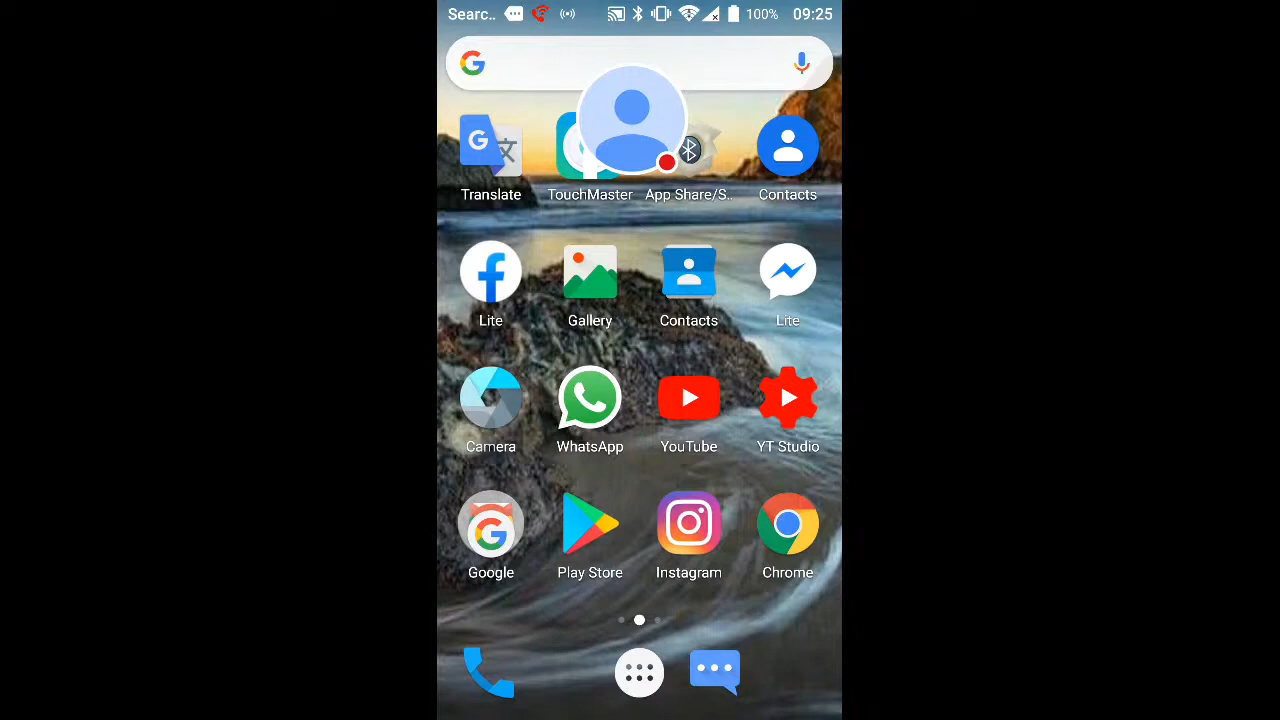 Searc.. 100% 09:25
Translate TouchMaster App Share/S.. Contacts
Lite Gallery Contacts Lite
Camera WhatsApp YouTube YT Studio
Google Play Store Instagram Chrome